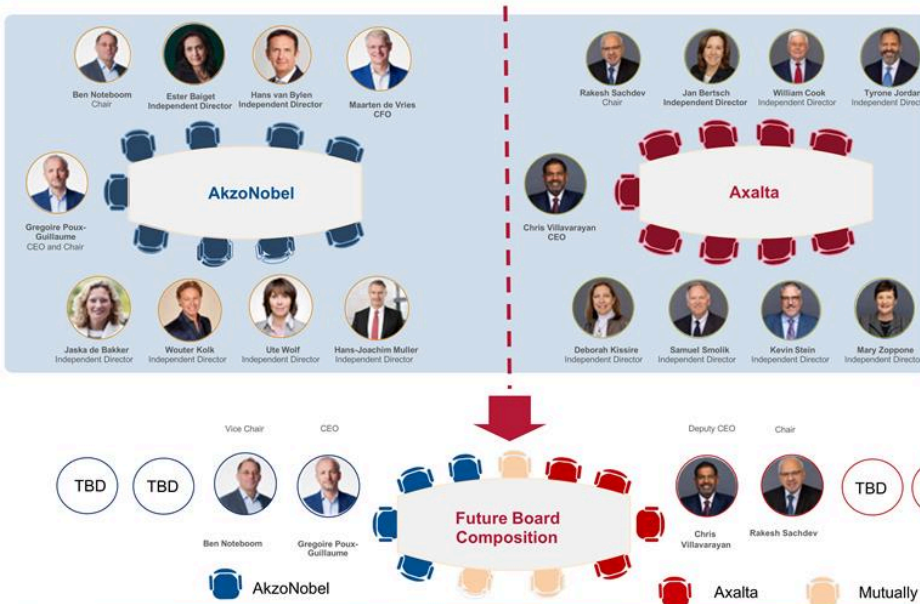 Ben Noteboom
Chair
Ester Baiget
Independent Director
Hans van Bylen
Independent Director
Maarten de Vries
CFO
Rakesh Sachdev
Chair
Jan Bertsch
Independent Director
William Cook
Independent Director
Tyrone Jordan
Independent Direct
AkzoNobel
Axalta
Gregoire Poux-
Guillaume
CEO and Chair
Chris Villavarayan
CEO
Jaska de Bakker
Independent Director
Wouter Kolk
Independent Director
Ute Wolf
Independent Director
Hans-Joachim Muller
Independent Director
Deborah Kissire
Independent Director
Samuel Smolik
Independent Director
Kevin Stein
Independent Director
Mary Zoppone
Independent Director
Vice Chair
CEO
Deputy CEO
Chair
TBD
TBD
TBD
Future Board
Composition
Ben Noteboom
Gregoire Poux-
Guillaume
Chris
Villavarayan
Rakesh Sachdev
AkzoNobel
Axalta
Mutually